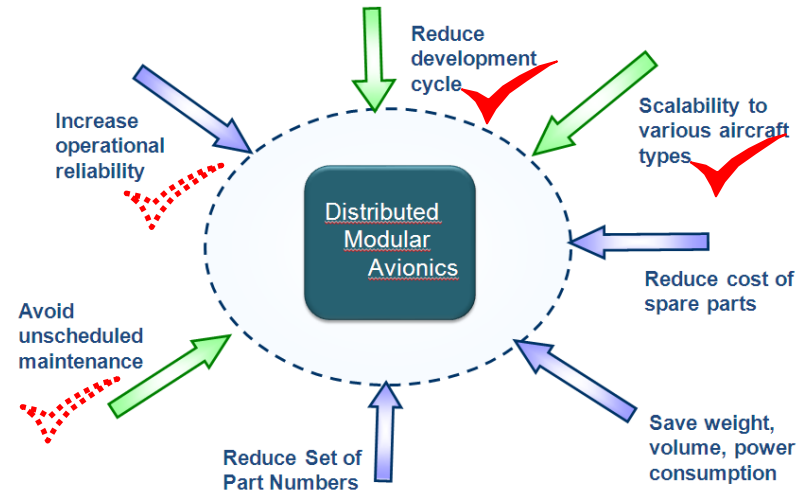 Reduce
development
cycle
Scalability to
various aircraft
types
Increase
operational
reliability
Distributed
Modular
Avionics
Reduce cost of
spare parts
Avoid
unscheduled
maintenance
Save weight,
volume, power
consumption
Reduce Set of
Part Numbers